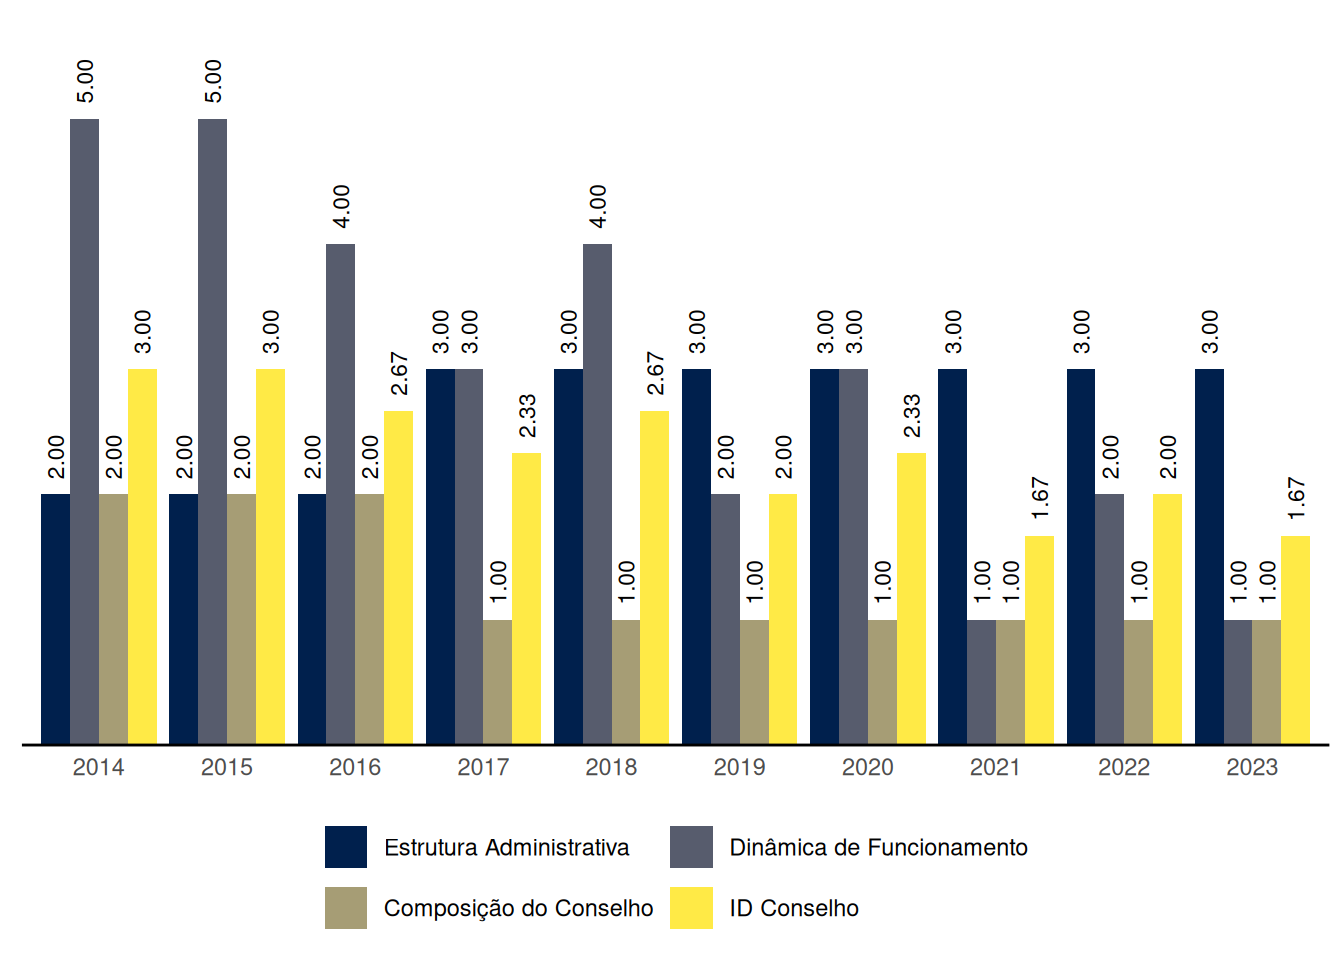 5.00 5.00
4.00 4.00
3.00 3.00 3.00 3.00 3.00 3.00 3.00 3.00 3.00 3.00 3.00
2.67 2.67
2.33 2.33
2.00 2.00 2.00 2.00 2.00 2.00 2.00 2.00 2.00 2.00
1.67 1.67
1.00 1.00 1.00 1.00 1.00 1.00 1.00 1.00 1.00
2014 2015 2016 2017 2018 2019 2020 2021 2022 2023
Estrutura Administrativa Dinâmica de Funcionamento
Composição do Conselho ID Conselho